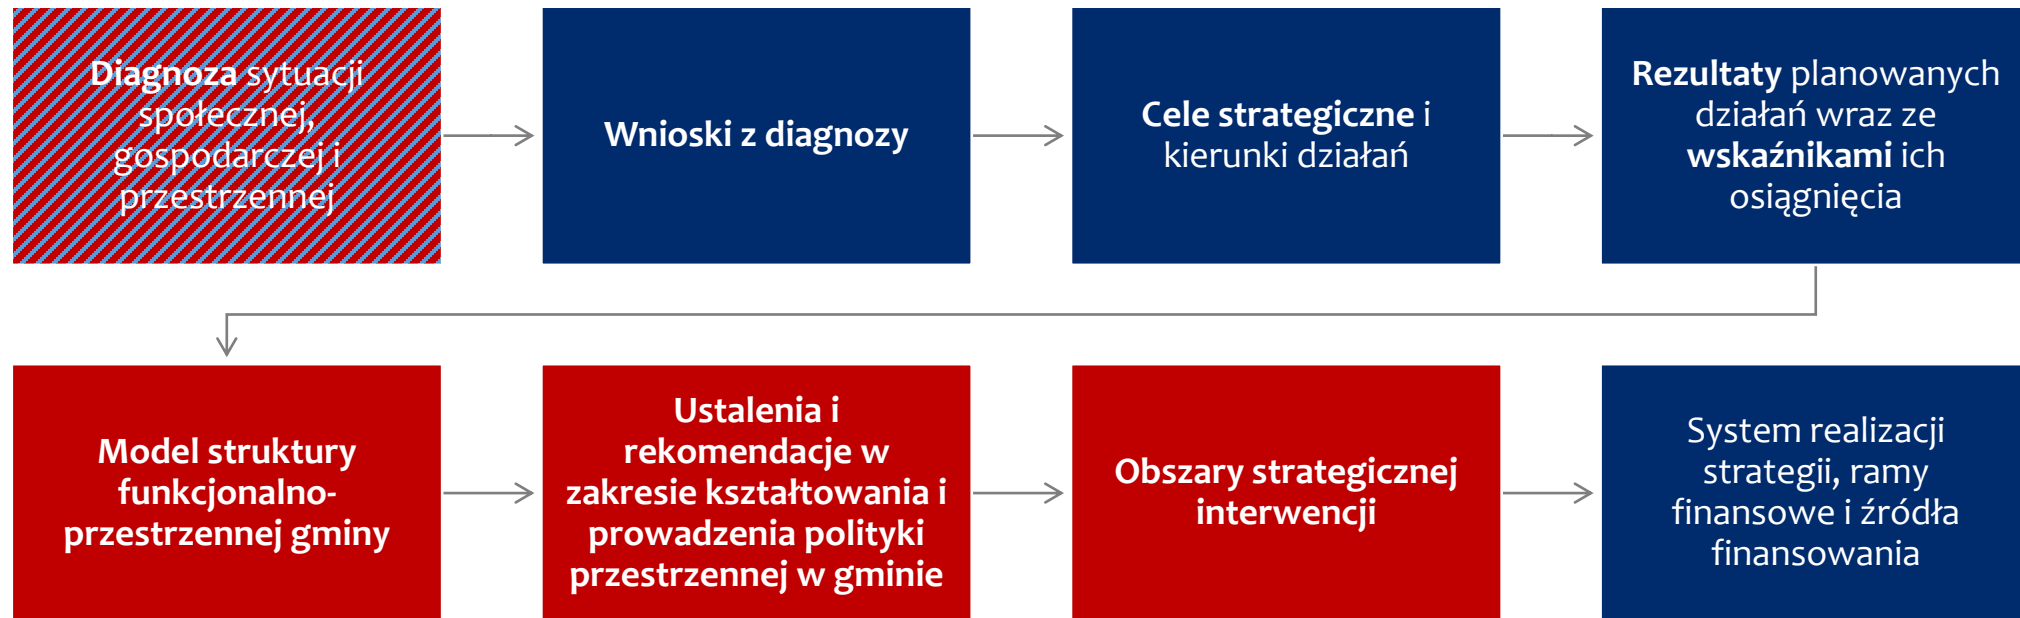 Diagnoza sytuacji
społecznej,
gospodarczej i
przestrzennej
Wnioski z diagnozy
Cele strategiczne i
kierunki działań
Rezultaty planowanych
działań wraz ze
wskaźnikami ich
osiągnięcia
Model struktury
funkcjonalno-
przestrzennej gminy
Ustalenia i
rekomendacje w
zakresie kształtowania i
prowadzenia polityki
przestrzennej w gminie
Obszary strategicznej
interwencji
System realizacji
strategii, ramy
finansowe i źródła
finansowania